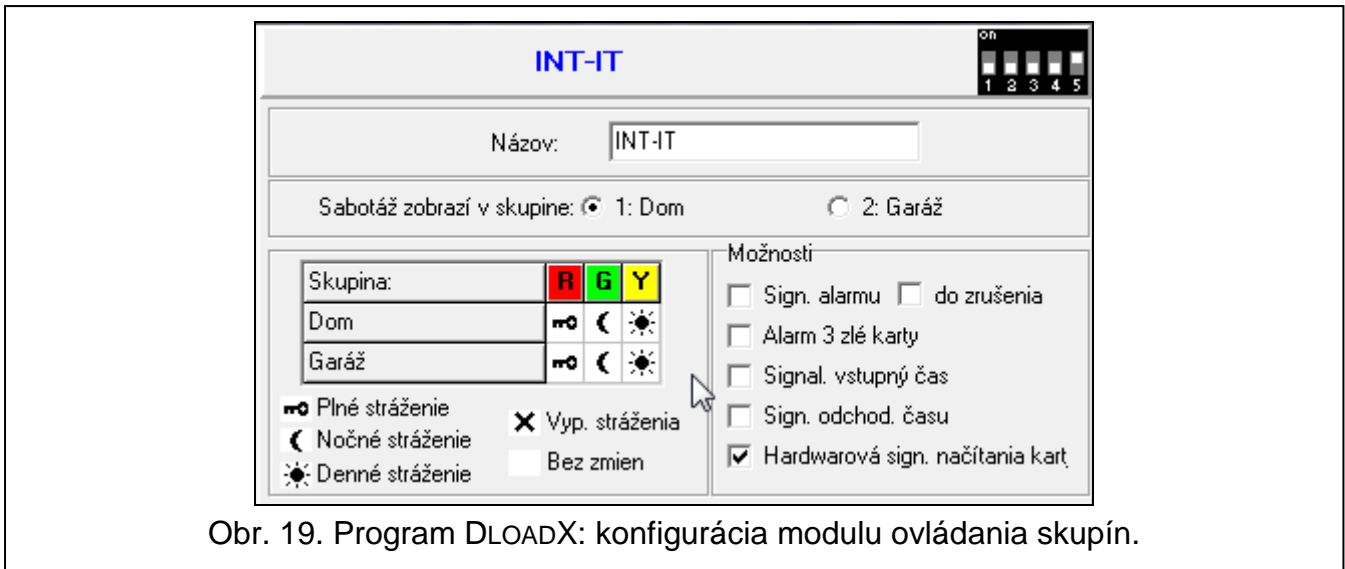 INT-IT
on
1 2 3 4 5
Názov: INT-IT
Sabotáž zobrazí v skupine: 1: Dom 2: Garáž
Skupina: R G Y
Dom
Garáž
Plné stráženie
Nočné stráženie
Denné stráženie
Vyp. stráženia
Bez zmien
Možnosti
Sign. alarmu do zrušenia
Alarm 3 zlé karty
Signal. vstupný čas
Sign. odchod. času
Hardwarová sign. načítania kart
Obr. 19. Program DLOADX: konfigurácia modulu ovládania skupín.